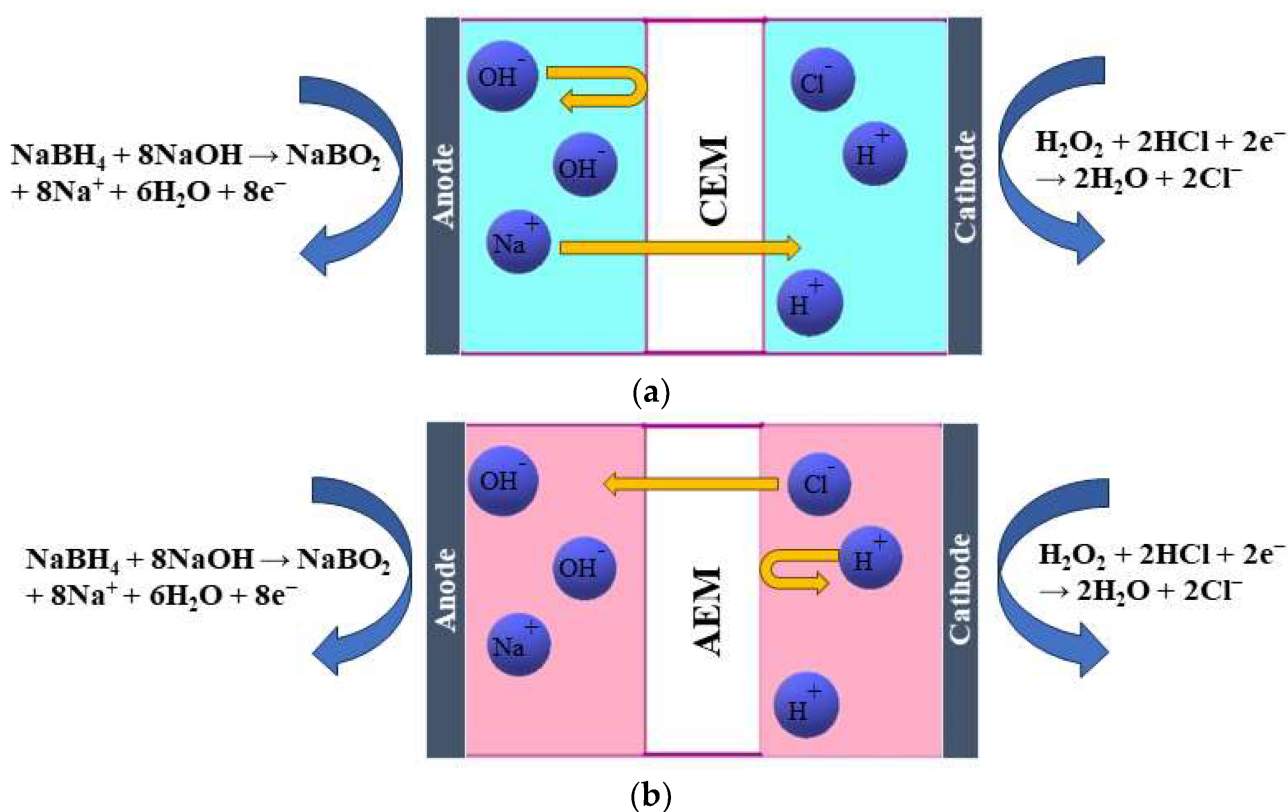 OH⁻
OH⁻
Na⁺
Cl⁻
H⁺
H⁺
NaBH₄ + 8NaOH → NaBO₂
+ 8Na⁺ + 6H₂O + 8e⁻
Anode
CEM
Cathode
H₂O₂ + 2HCl + 2e⁻
→ 2H₂O + 2Cl⁻
(a)
OH⁻
OH⁻
Na⁺
Cl⁻
H⁺
H⁺
NaBH₄ + 8NaOH → NaBO₂
+ 8Na⁺ + 6H₂O + 8e⁻
Anode
AEM
Cathode
H₂O₂ + 2HCl + 2e⁻
→ 2H₂O + 2Cl⁻
(b)